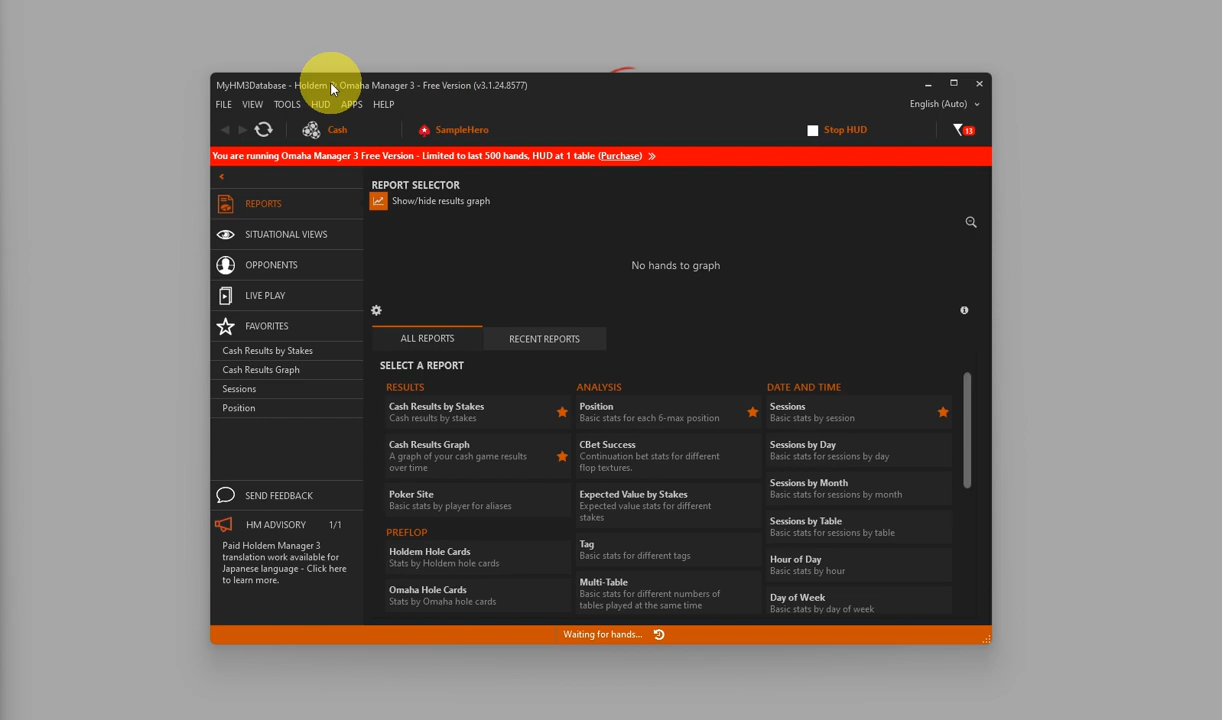 MyHM3Database - Holdem & Omaha Manager 3 - Free Version (v3.1.24.8577)
FILE VIEW TOOLS HUD APPS HELP
English (Auto)
Cash
SampleHero
Stop HUD
13
You are running Omaha Manager 3 Free Version - Limited to last 500 hands, HUD at 1 table (Purchase) »
REPORTS
SITUATIONAL VIEWS
OPPONENTS
LIVE PLAY
FAVORITES
Cash Results by Stakes
Cash Results Graph
Sessions
Position
SEND FEEDBACK
HM ADVISORY 1/1
Paid Holdem Manager 3
translation work available for
Japanese language - Click here
to learn more.
REPORT SELECTOR
Show/hide results graph
No hands to graph
ALL REPORTS
RECENT REPORTS
SELECT A REPORT
RESULTS
Cash Results by Stakes
Cash results by stakes
Cash Results Graph
A graph of your cash game results
over time
Poker Site
Basic stats by player for aliases
PREFLOP
Holdem Hole Cards
Stats by Holdem hole cards
Omaha Hole Cards
Stats by Omaha hole cards
ANALYSIS
Position
Basic stats for each 6-max position
CBet Success
Continuation bet stats for different
flop textures.
Expected Value by Stakes
Expected value stats for different
stakes
Tag
Basic stats for different tags
Multi-Table
Basic stats for different numbers of
tables played at the same time
DATE AND TIME
Sessions
Basic stats by session
Sessions by Day
Basic stats for sessions by day
Sessions by Month
Basic stats for sessions by month
Sessions by Table
Basic stats for sessions by table
Hour of Day
Basic stats by hour
Day of Week
Basic stats by day of week
Waiting for hands...